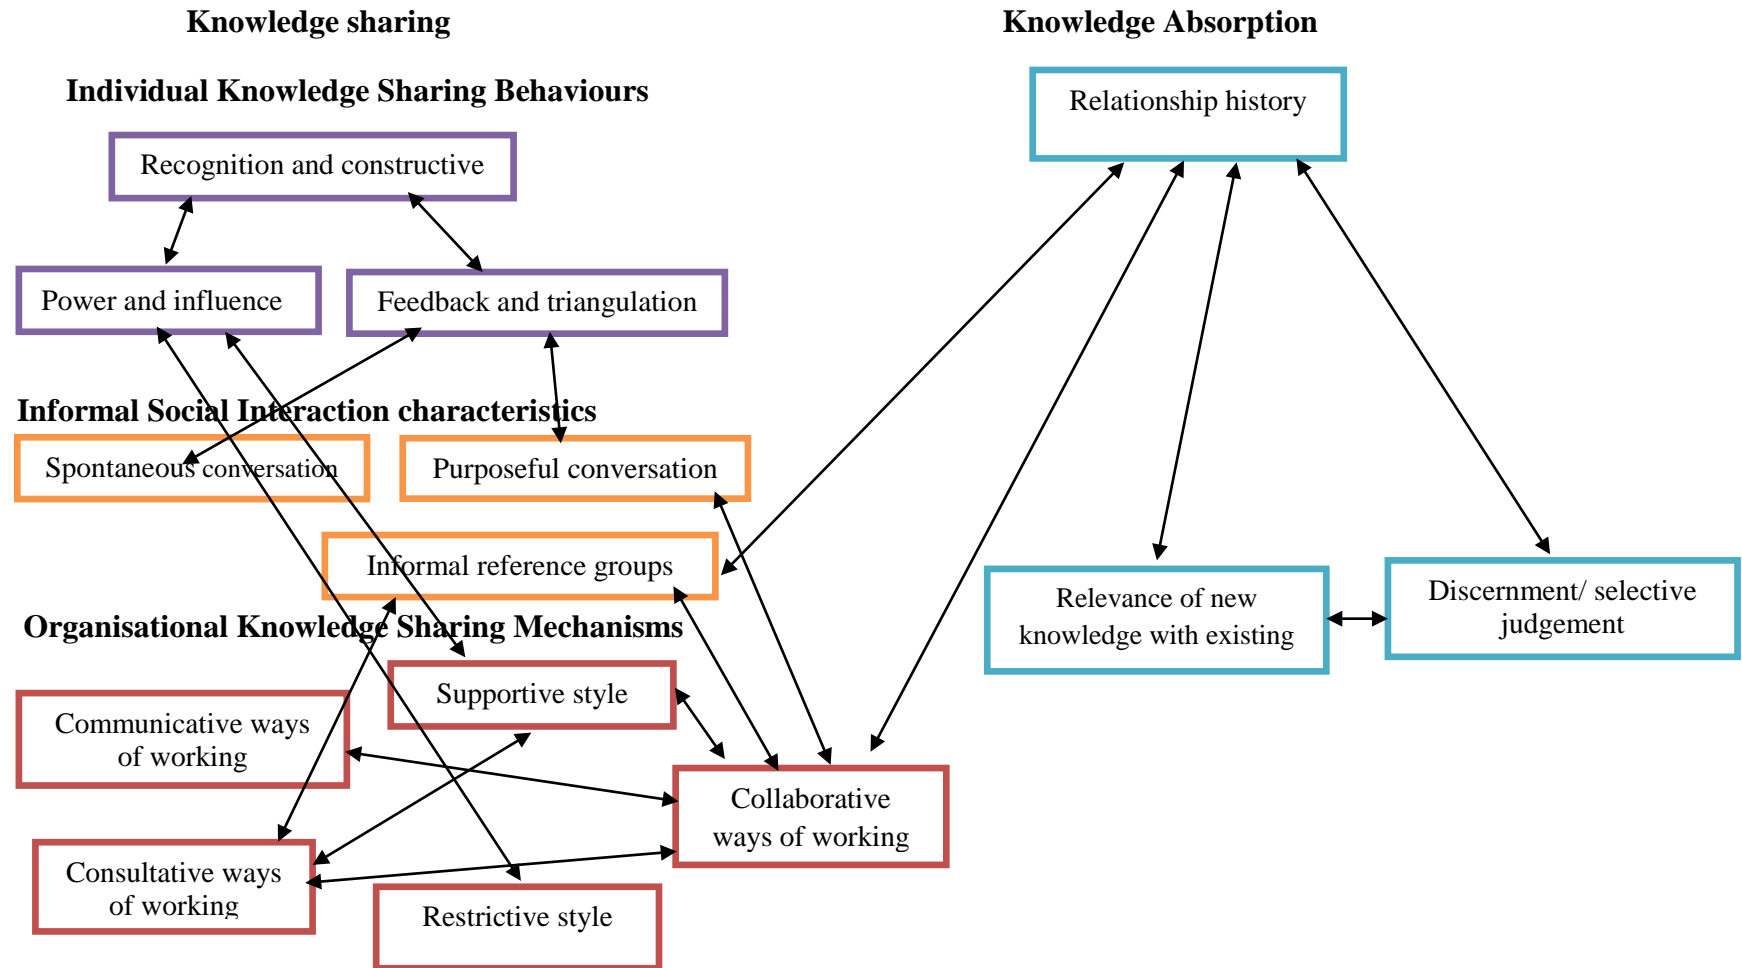 Knowledge sharing
Knowledge Absorption
Individual Knowledge Sharing Behaviours
Relationship history
Recognition and constructive
Power and influence
Feedback and triangulation
Informal Social Interaction characteristics
Spontaneous conversation
Purposeful conversation
Informal reference groups
Relevance of new
knowledge with existing
Discernment/ selective
judgement
Organisational Knowledge Sharing Mechanisms
Supportive style
Communicative ways
of working
Collaborative
ways of working
Consultative ways
of working
Restrictive style